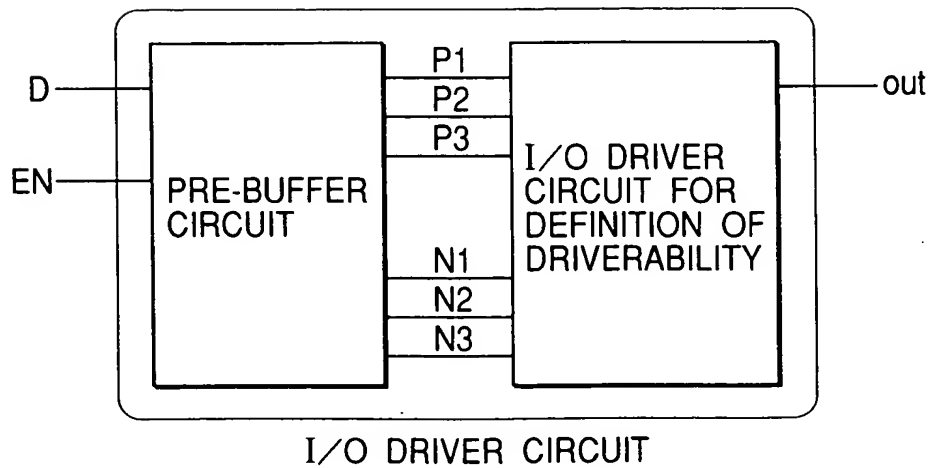 D
EN
PRE-BUFFER
CIRCUIT
P1
P2
P3
N1
N2
N3
I/O DRIVER
CIRCUIT FOR
DEFINITION OF
DRIVERABILITY
out
I/O DRIVER CIRCUIT